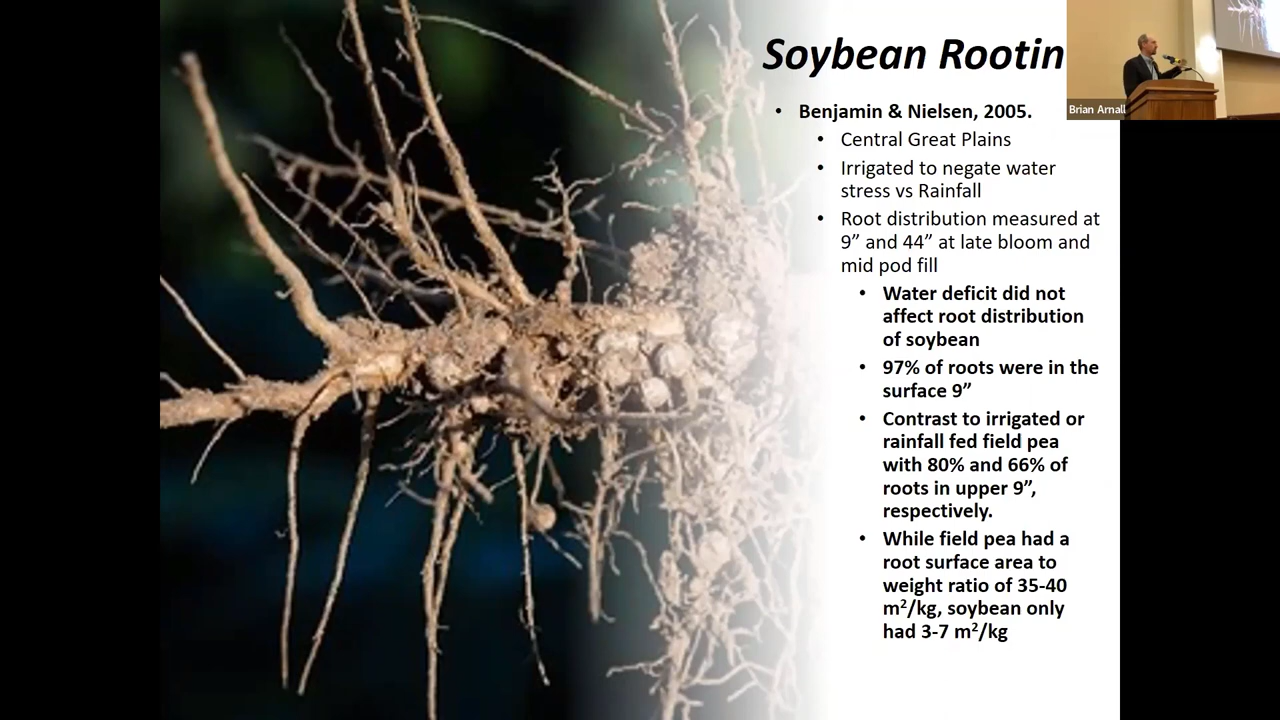 Soybean Rootin
Brian Arnall
• Benjamin & Nielsen, 2005.
• Central Great Plains
• Irrigated to negate water
stress vs Rainfall
• Root distribution measured at
9” and 44” at late bloom and
mid pod fill
• Water deficit did not
affect root distribution
of soybean
• 97% of roots were in the
surface 9”
• Contrast to irrigated or
rainfall fed field pea
with 80% and 66% of
roots in upper 9”,
respectively.
• While field pea had a
root surface area to
weight ratio of 35-40
m²/kg, soybean only
had 3-7 m²/kg